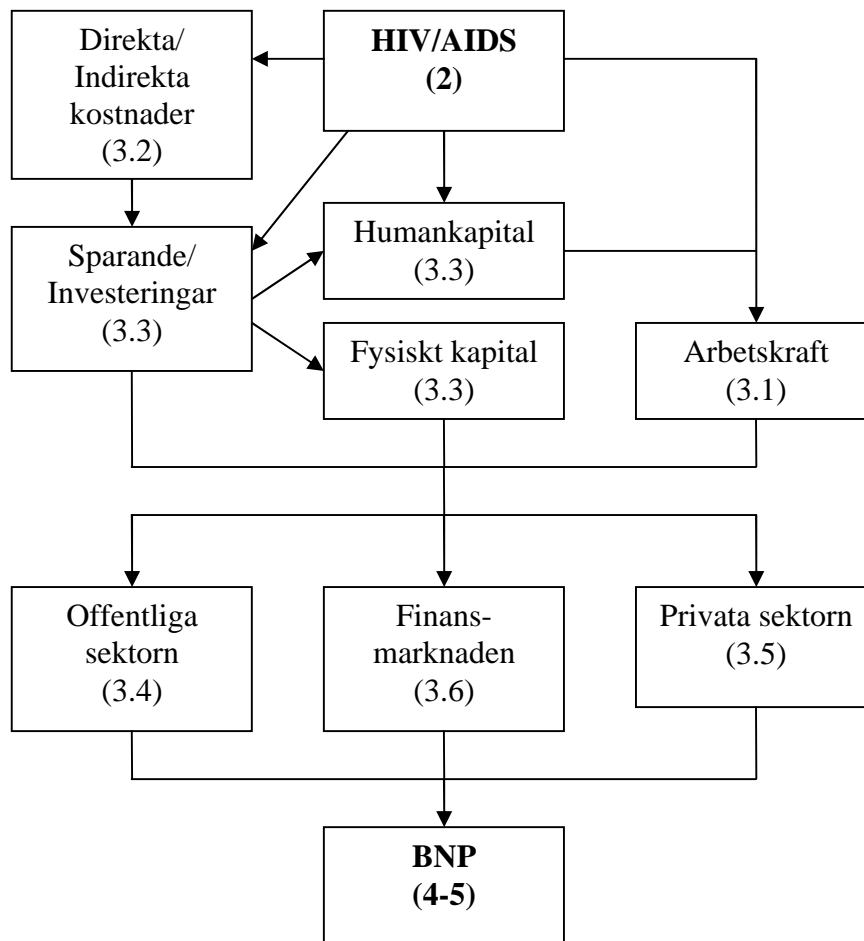 Direkta/
Indirekta
kostnader
(3.2)
HIV/AIDS
(2)
Sparande/
Investeringar
(3.3)
Humankapital
(3.3)
Fysiskt kapital
(3.3)
Arbetskraft
(3.1)
Offentliga
sektorn
(3.4)
Finans-
marknaden
(3.6)
Privata sektorn
(3.5)
BNP
(4-5)